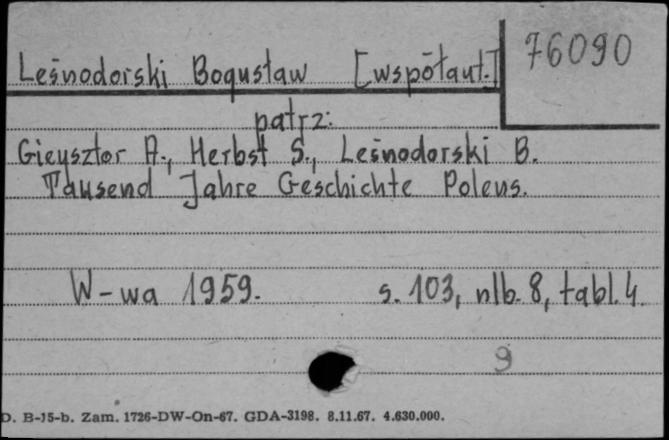 76090
Leśnodorski Bogusław [współaut.]
patrz:
Gieysztor A., Herbst S., Leśnodorski B.
Tausend Jahre Geschichte Polens.
W-wa 1959. s. 103, nlb. 8, tabl. 4.
9
D. B-15-b. Zam. 1726-DW-On-67. GDA-3198. 8.11.67. 4.630.000.